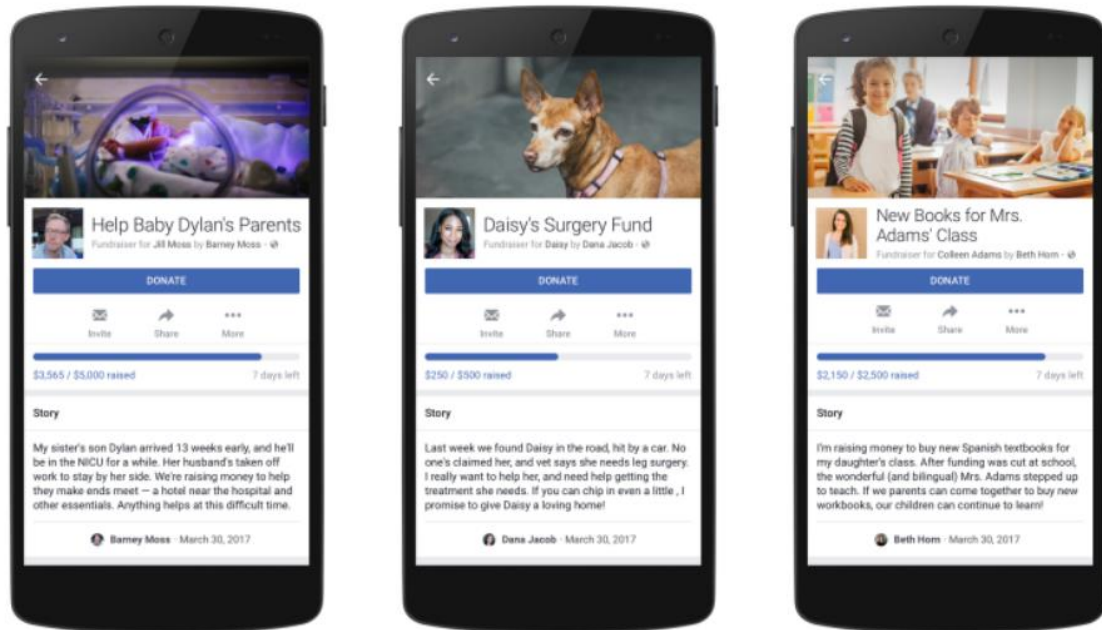 Help Baby Dylan's Parents
Fundraiser for Jill Moss by Barney Moss ·
DONATE
Invite Share More
$3,565 / $5,000 raised 7 days left
Story
My sister's son Dylan arrived 13 weeks early, and he'll
be in the NICU for a while. Her husband's taken off
work to stay by her side. We're raising money to help
they make ends meet — a hotel near the hospital and
other essentials. Anything helps at this difficult time.
Barney Moss · March 30, 2017
Daisy's Surgery Fund
Fundraiser for Daisy by Dana Jacob ·
DONATE
Invite Share More
$250 / $500 raised 7 days left
Story
Last week we found Daisy in the road, hit by a car. No
one's claimed her, and vet says she needs leg surgery.
I really want to help her, and need help getting the
treatment she needs. If you can chip in even a little , I
promise to give Daisy a loving home!
Dana Jacob · March 30, 2017
New Books for Mrs.
Adams' Class
Fundraiser for Colleen Adams by Beth Horn ·
DONATE
Invite Share More
$2,150 / $2,500 raised 7 days left
Story
I'm raising money to buy new Spanish textbooks for
my daughter's class. After funding was cut at school,
the wonderful (and bilingual) Mrs. Adams stepped up
to teach. If we parents can come together to buy new
workbooks, our children can continue to learn!
Beth Horn · March 30, 2017